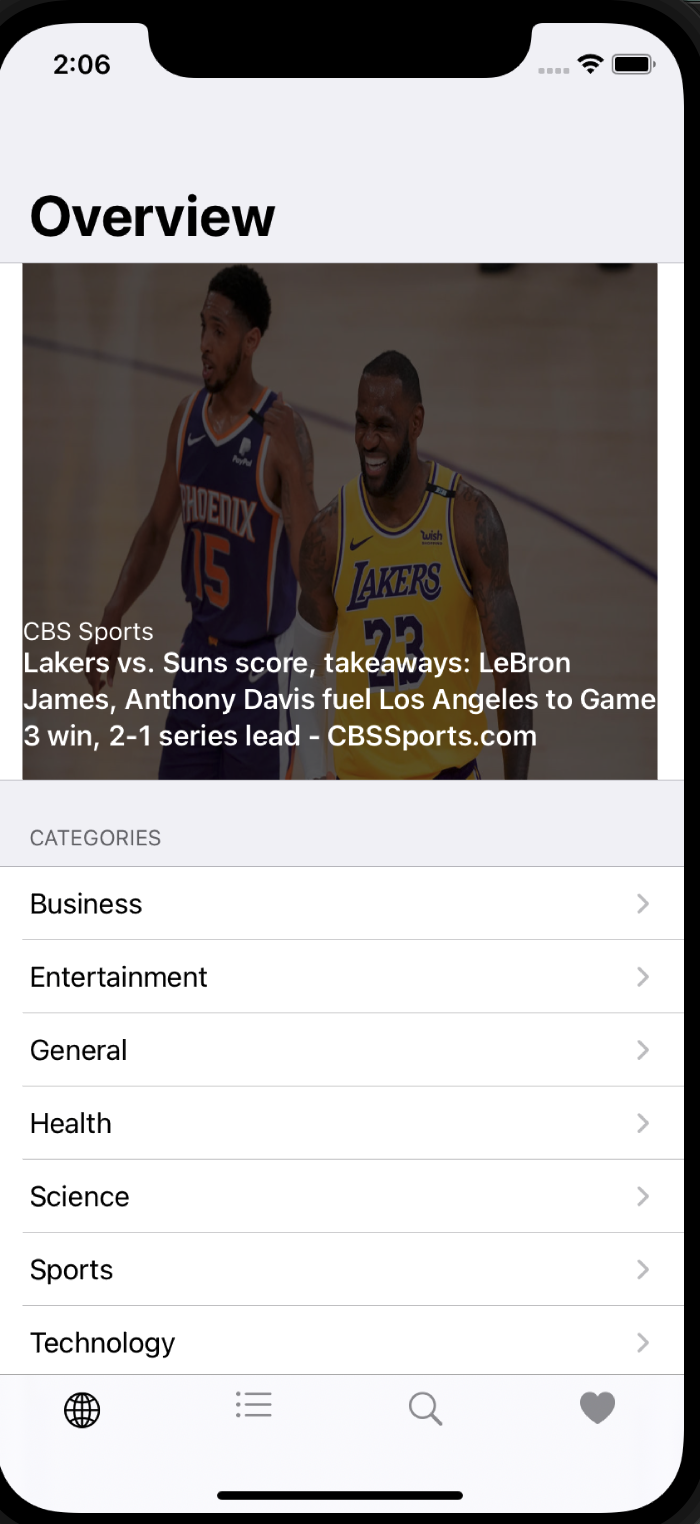 2:06
Overview
PayPal
PHOENIX
15
wish
LAKERS
23
CBS Sports
Lakers vs. Suns score, takeaways: LeBron
James, Anthony Davis fuel Los Angeles to Game
3 win, 2-1 series lead - CBSSports.com
CATEGORIES
Business
Entertainment
General
Health
Science
Sports
Technology